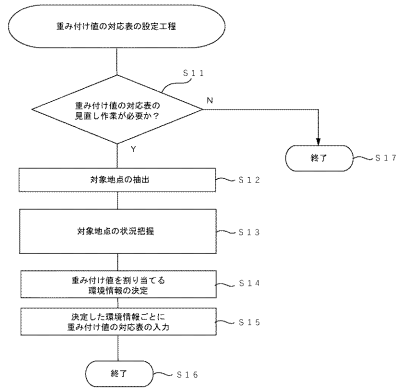 重み付け値の対応表の設定工程
S11
重み付け値の対応表の
見直し作業が必要か？
N
Y
終了
S17
対象地点の抽出
S12
対象地点の状況把握
S13
重み付け値を割り当てる
環境情報の決定
S14
決定した環境情報ごとに
重み付け値の対応表の入力
S15
終了
S16